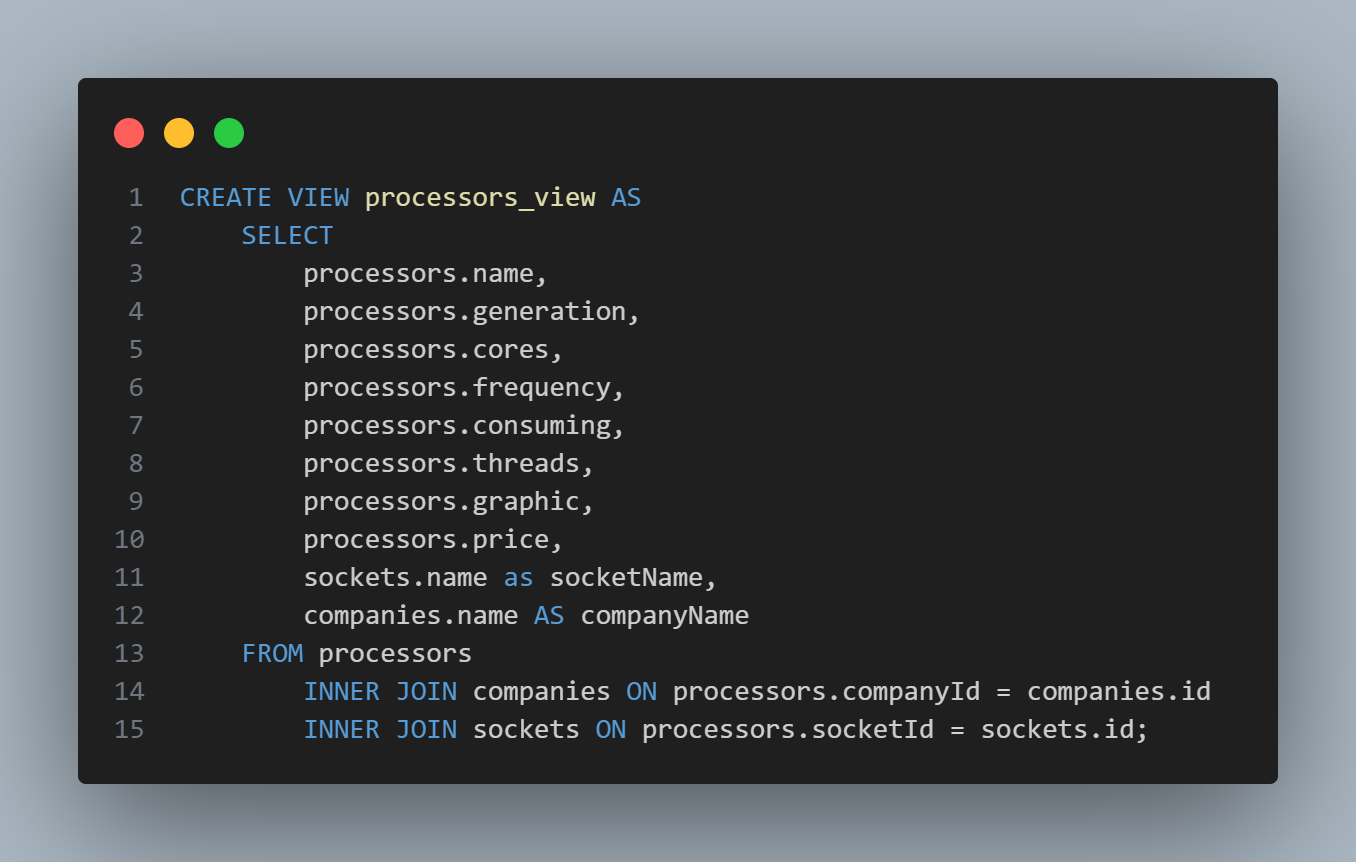 1 CREATE VIEW processors_view AS
2     SELECT
3         processors.name,
4         processors.generation,
5         processors.cores,
6         processors.frequency,
7         processors.consuming,
8         processors.threads,
9         processors.graphic,
10         processors.price,
11         sockets.name as socketName,
12         companies.name AS companyName
13     FROM processors
14         INNER JOIN companies ON processors.companyId = companies.id
15         INNER JOIN sockets ON processors.socketId = sockets.id;